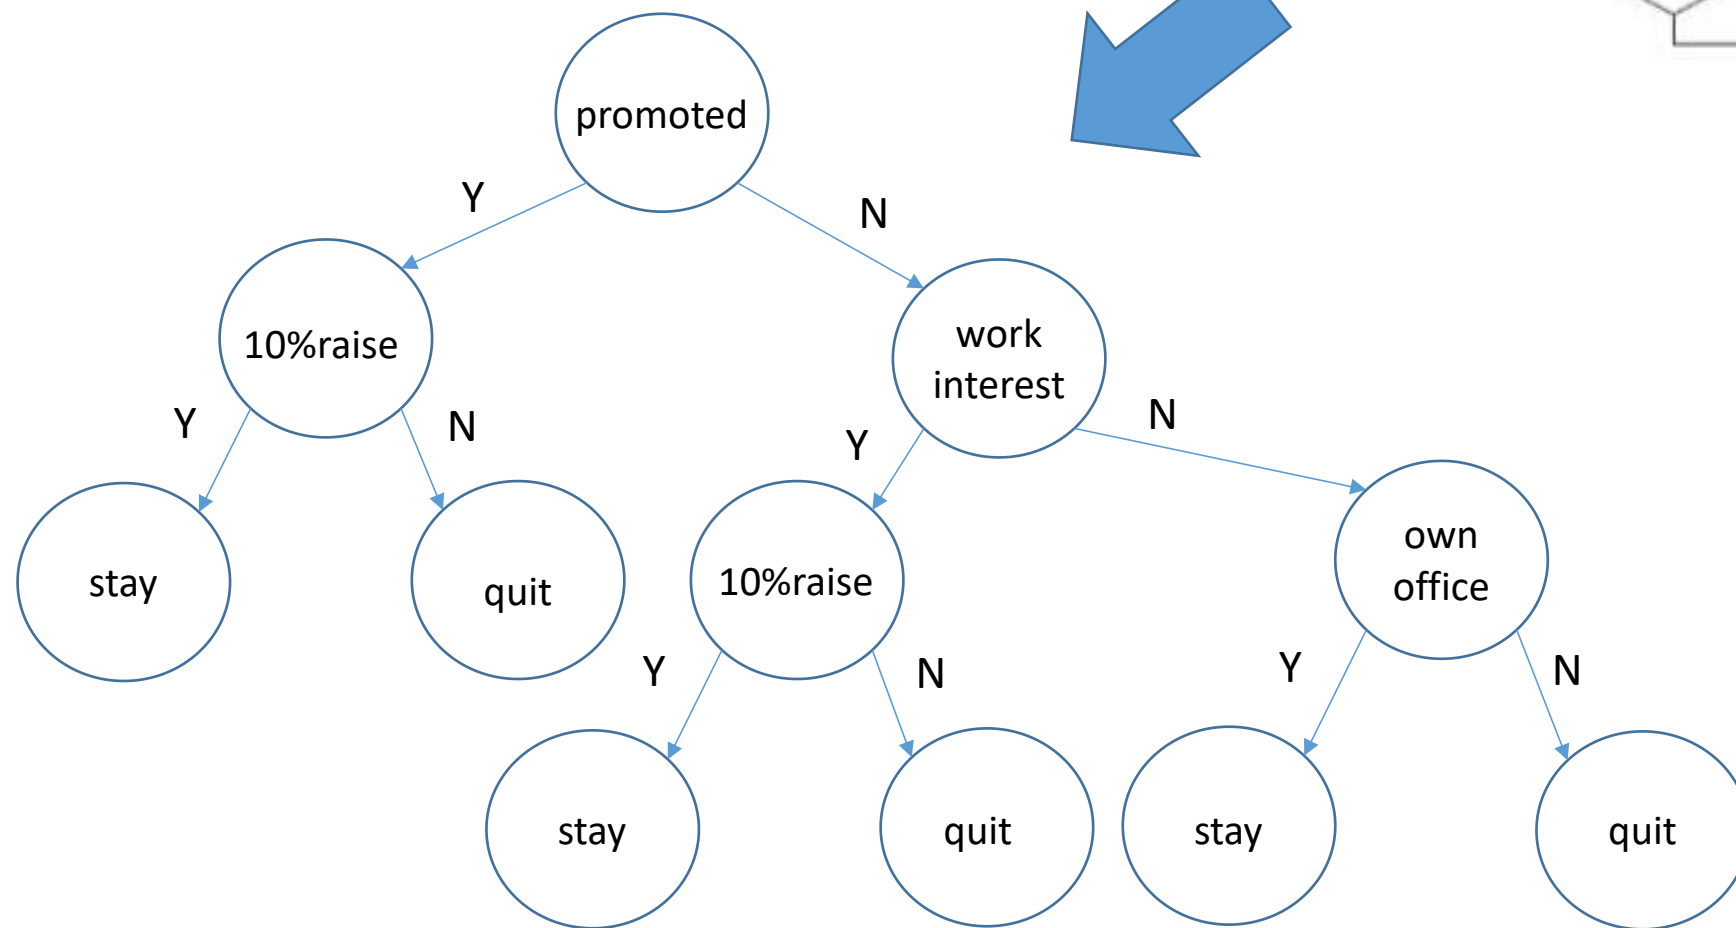 promoted
Y
N
10%raise
work
interest
Y
N
Y
N
stay
quit
10%raise
own
office
Y
N
Y
N
stay
quit
stay
quit